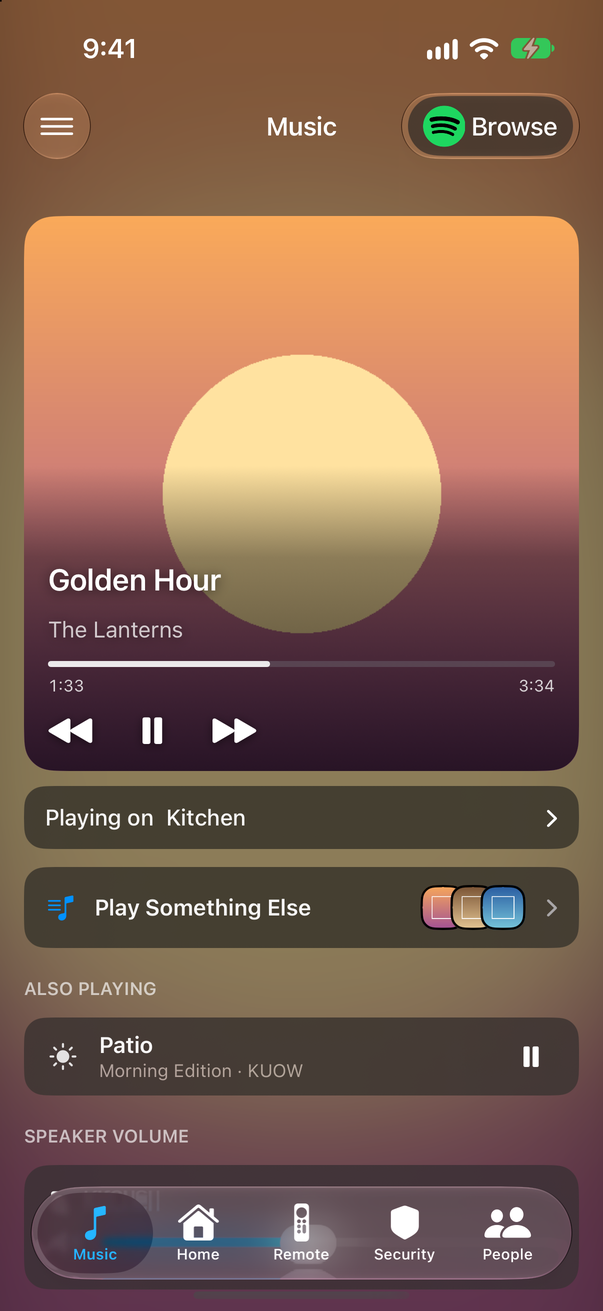 9:41
Music
Browse
Golden Hour
The Lanterns
1:33
3:34
Playing on Kitchen
Play Something Else
ALSO PLAYING
Patio
Morning Edition · KUOW
SPEAKER VOLUME
Music
Home
Remote
Security
People